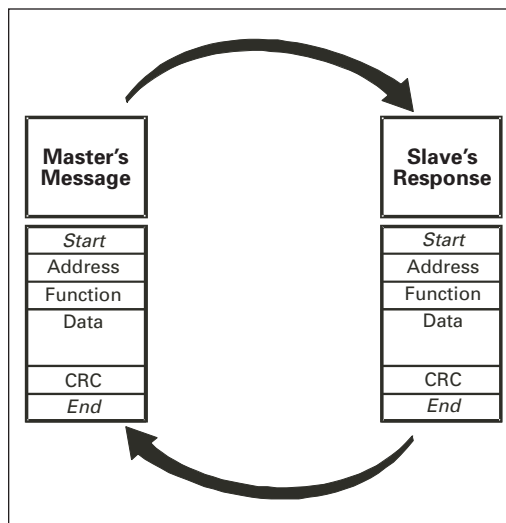 Master's
Message
Start
Address
Function
Data
CRC
End
Slave's
Response
Start
Address
Function
Data
CRC
End